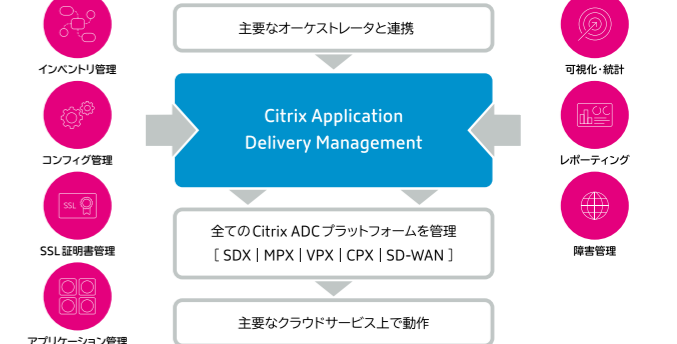 主要なオーケストレータと連携
インベントリ管理
可視化・統計
Citrix Application
Delivery Management
コンフィグ管理
レポーティング
SSL
全てのCitrix ADCプラットフォームを管理
[ SDX | MPX | VPX | CPX | SD-WAN ]
SSL証明書管理
障害管理
主要なクラウドサービス上で動作
アプリケーション管理